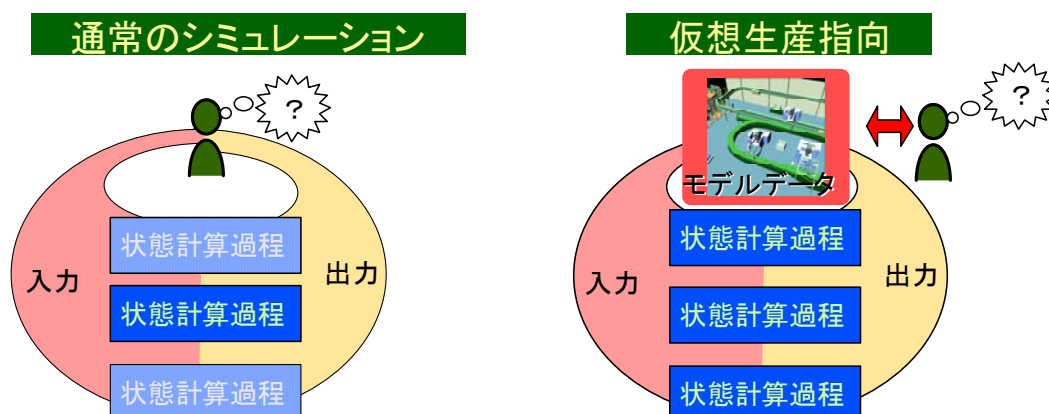 通常のシミュレーション
?
状態計算過程
入力
出力
状態計算過程
状態計算過程
仮想生産指向
?
モデルデータ
状態計算過程
入力
出力
状態計算過程
状態計算過程